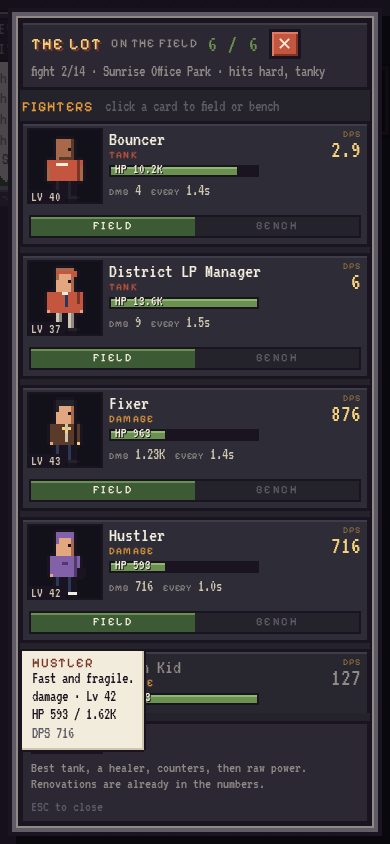 THE LOT ON THE FIELD 6 / 6
fight 2/14 · Sunrise Office Park · hits hard, tanky
FIGHTERS click a card to field or bench
Bouncer
DPS
TANK
2.9
HP 10.2K
DMG 4 EVERY 1.4s
LV 40
FIELD BENCH
District LP Manager
DPS
TANK
6
HP 13.6K
DMG 9 EVERY 1.5s
LV 37
FIELD BENCH
Fixer
DPS
DAMAGE
876
HP 963
DMG 1.23K EVERY 1.4s
LV 43
FIELD BENCH
Hustler
DPS
DAMAGE
716
HP 593
DMG 716 EVERY 1.0s
LV 42
FIELD BENCH
HUSTLER
Fast and fragile.
damage · Lv 42
HP 593 / 1.62K
DPS 716
Kid
DPS
127
Best tank, a healer, counters, then raw power.
Renovations are already in the numbers.
ESC to close